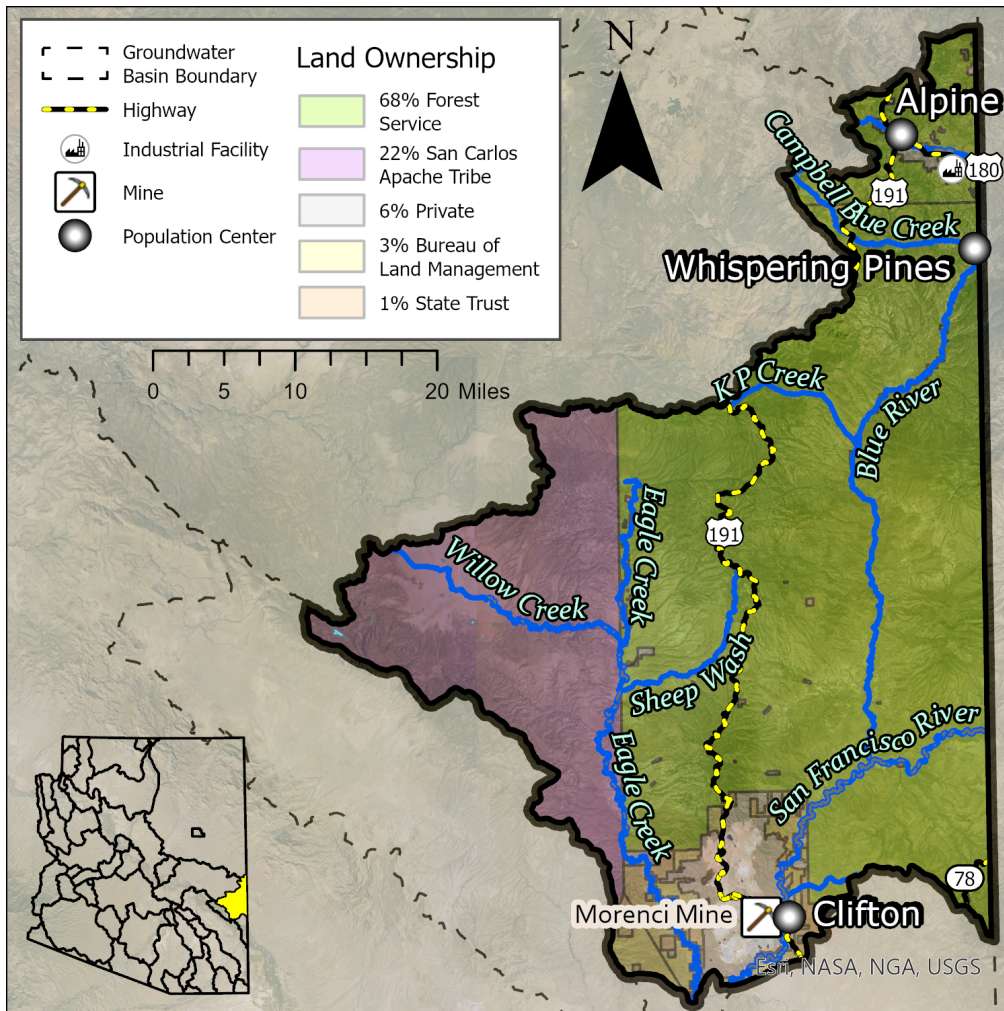 Groundwater
Basin Boundary
Highway
Industrial Facility
Mine
Population Center
Land Ownership
68% Forest
Service
22% San Carlos
Apache Tribe
6% Private
3% Bureau of
Land Management
1% State Trust
0 5 10 20 Miles
N
Alpine
180
191
Campbell Blue Creek
Whispering Pines
K P Creek
Blue River
191
Eagle Creek
Willow Creek
Sheep Wash
San Francisco River
Eagle Creek
78
Morenci Mine
Clifton
Esri, NASA, NGA, USGS